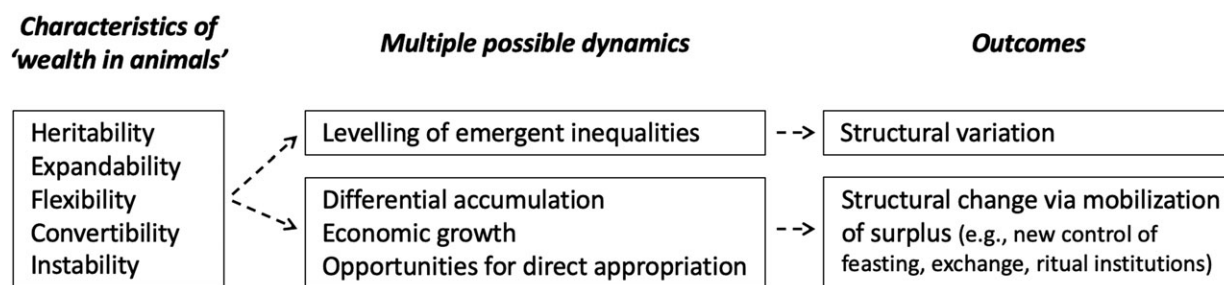 Characteristics of
‘wealth in animals’
Multiple possible dynamics
Outcomes
Heritability
Expandability
Flexibility
Convertibility
Instability
Levelling of emergent inequalities
Differential accumulation
Economic growth
Opportunities for direct appropriation
Structural variation
Structural change via mobilization
of surplus (e.g., new control of
feasting, exchange, ritual institutions)